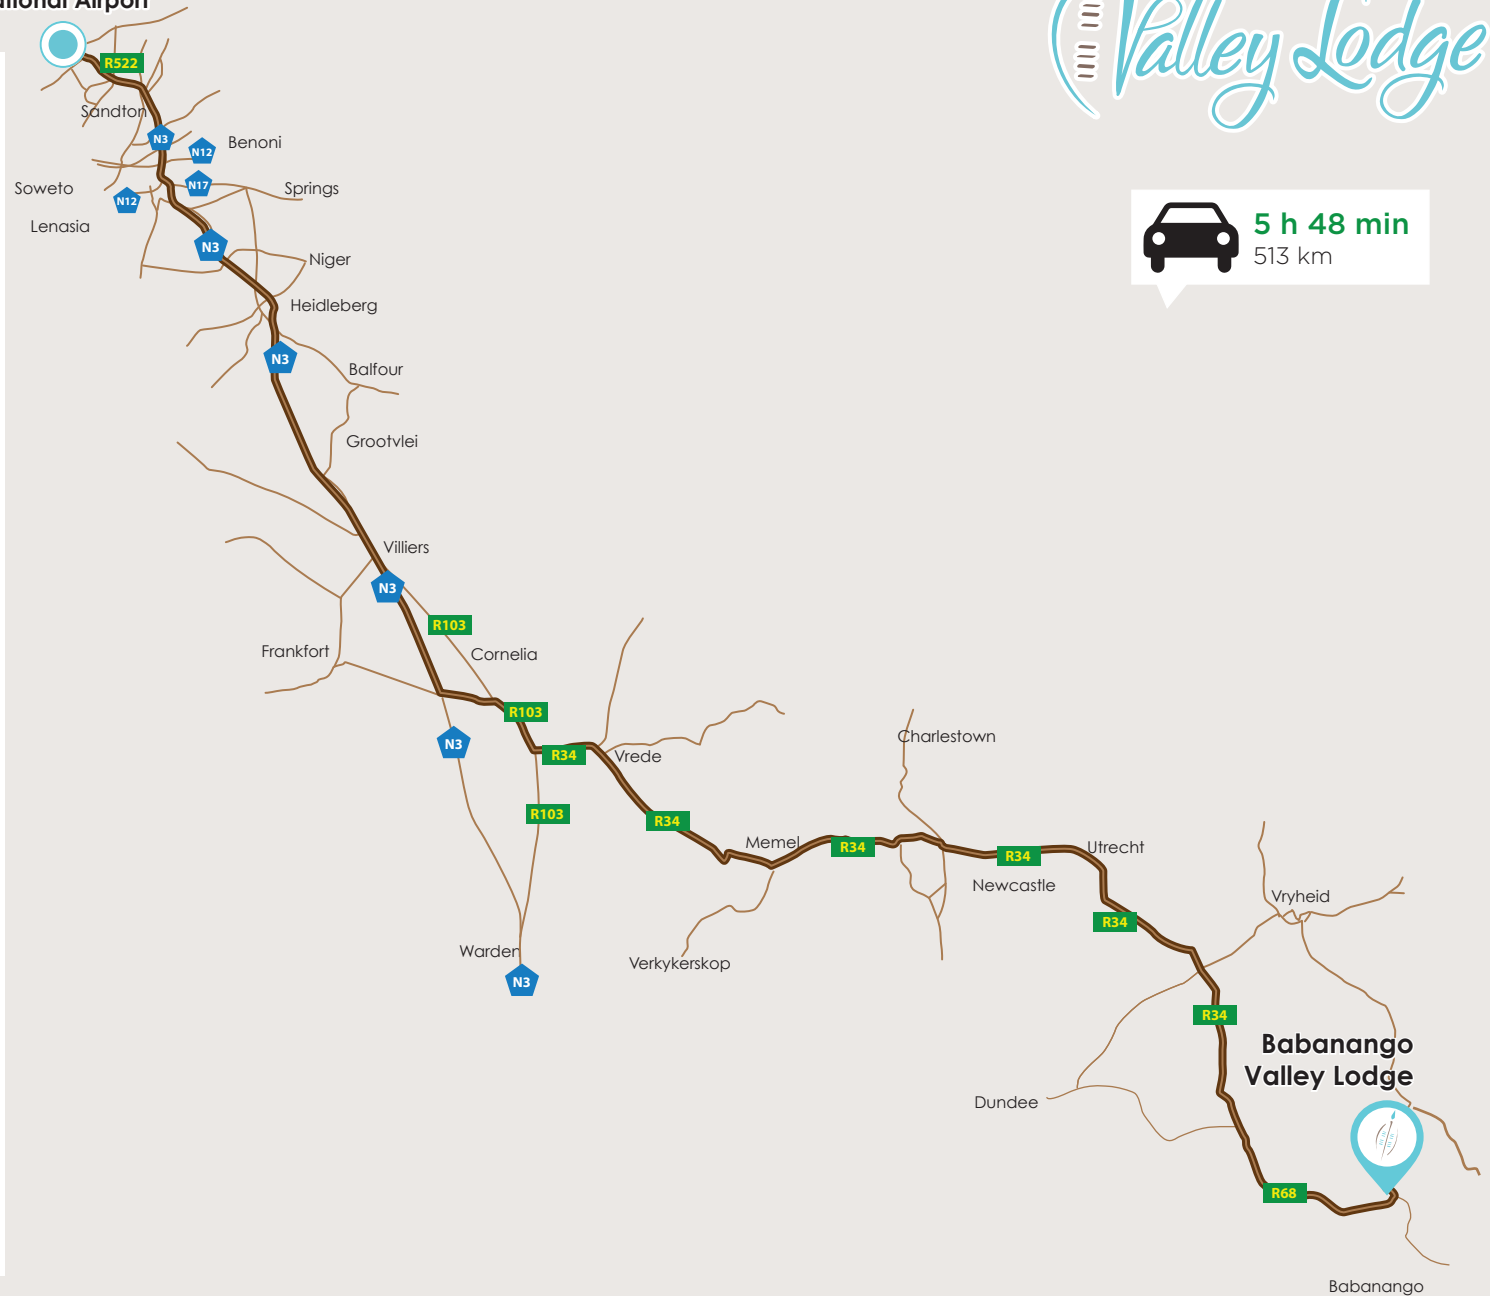 Airport
Valley Lodge
R522
Sandton
N3
N12
Benoni
Soweto
N12
N17
Springs
Lenasia
N3
Niger
Heidleberg
5 h 48 min
513 km
N3
Balfour
Grootvlei
Villiers
N3
R103
Frankfort
Cornelia
R103
N3
R34
Vrede
Charlestown
R103
R34
Memel
R34
R34
Utrecht
Newcastle
Vryheid
R34
Warden
Verkykerskop
N3
R34
Babanango
Valley Lodge
Dundee
R68
Babanango